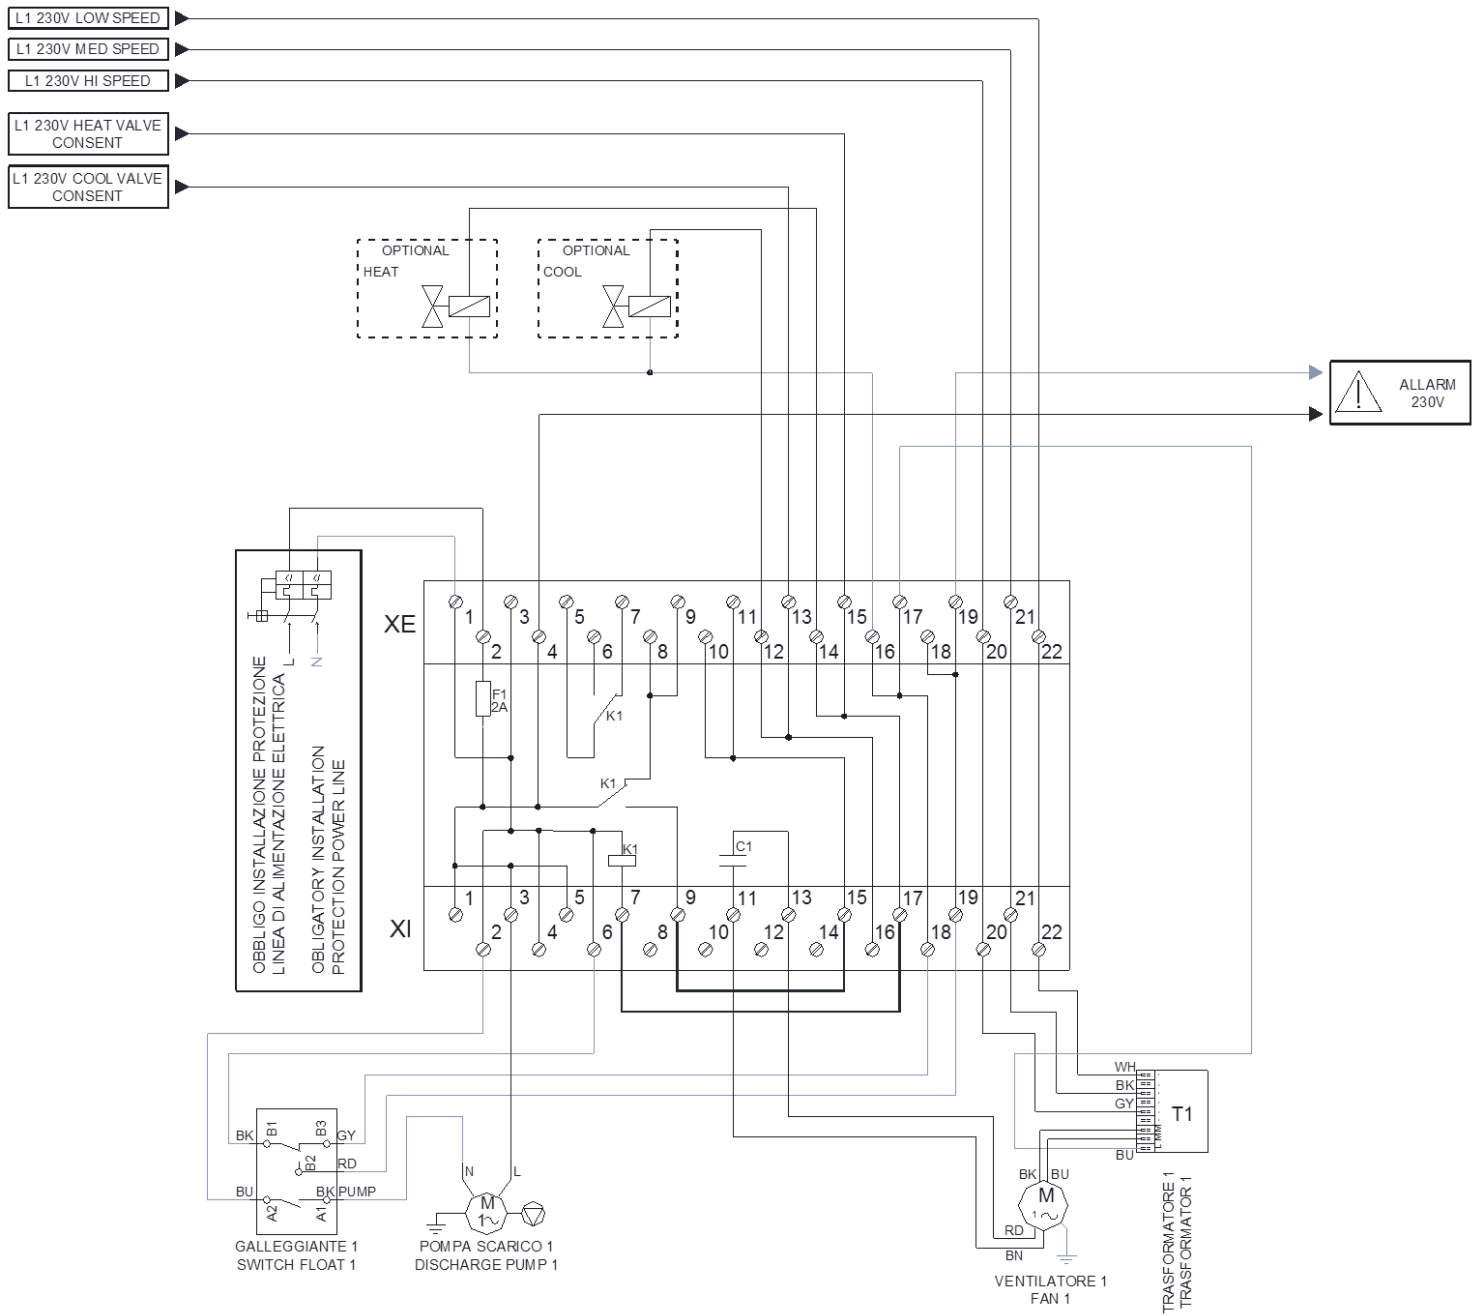 L1 230V LOW SPEED
L1 230V MED SPEED
L1 230V HI SPEED
L1 230V HEAT VALVE
CONSENT
L1 230V COOL VALVE
CONSENT
OPTIONAL
HEAT
OPTIONAL
COOL
ALLARM
230V
OBBLIGO INSTALLAZIONE PROTEZIONE
LINEA DI ALIMENTAZIONE ELETTRICA
OBLIGATORY INSTALLATION
PROTECTION POWER LINE
L
N
XE
1 3 5 7 9 11 13 15 17 19 21
2 4 6 8 10 12 14 16 18 20 22
F1
2A
K1
K1
K1
C1
XI
1 3 5 7 9 11 13 15 17 19 21
2 4 6 8 10 12 14 16 18 20 22
WH
BK
GY
T1
L MM
BU
TRASFORMATORE 1
TRASFORMATOR 1
BK B1 B3 GY
B2 RD
BU A2 A1 BK PUMP
GALLEGGIANTE 1
SWITCH FLOAT 1
N L
M
1~
POMPA SCARICO 1
DISCHARGE PUMP 1
BK BU
M
1~
RD
BN
VENTILATORE 1
FAN 1